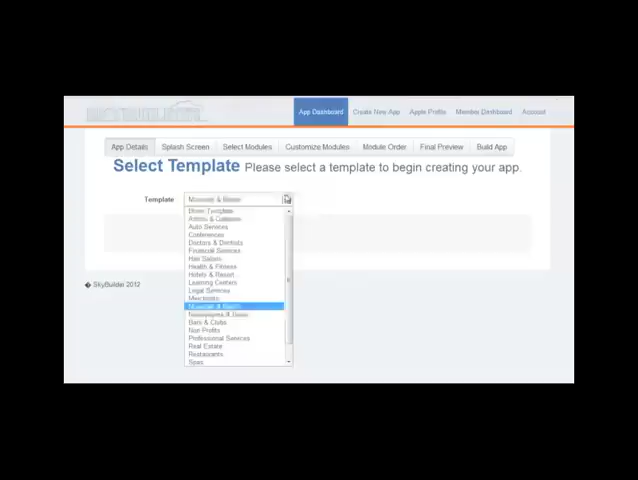 App Dashboard Create New App Apple Profile Member Dashboard Account
App Details Splash Screen Select Modules Customize Modules Module Order Final Preview Build App
Select Template Please select a template to begin creating your app.
Template
Auto Services
Conferences
Doctors & Dentists
Financial Services
Hair Salons
Health & Fitness
Hotels & Resort
Learning Centers
Legal Services
Merchants
Bars & Clubs
Non Profits
Professional Services
Real Estate
Restaurants
Spas
� SkyBuilder 2012